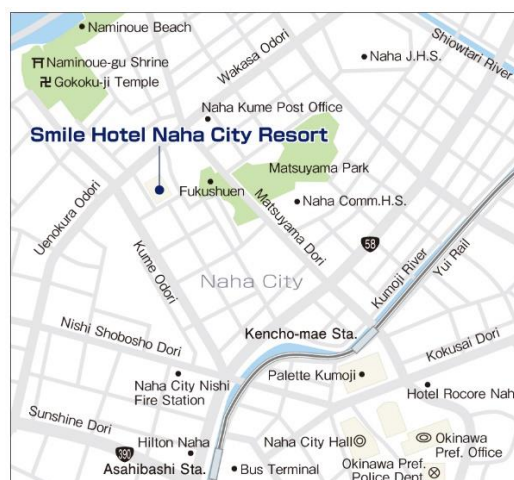 Naminoue Beach
Wakasa Odori
Shiowtari River
Naha J.H.S.
Naminoue-gu Shrine
Gokoku-ji Temple
Naha Kume Post Office
Smile Hotel Naha City Resort
Matsuyama Park
Fukushuen
Naha Comm.H.S.
Matsuyama Dori
Uenokura Odori
Kume Odori
58
Kumoji River
Yui Rail
Naha City
Kencho-mae Sta.
Nishi Shobosho Dori
Kokusai Dori
Naha City Nishi
Fire Station
Palette Kumoji
Hotel Rocore Nah
Sunshine Dori
390
Hilton Naha
Naha City Hall
Okinawa
Pref. Office
Asahibashi Sta.
Bus Terminal
Okinawa Pref.
Police Dept